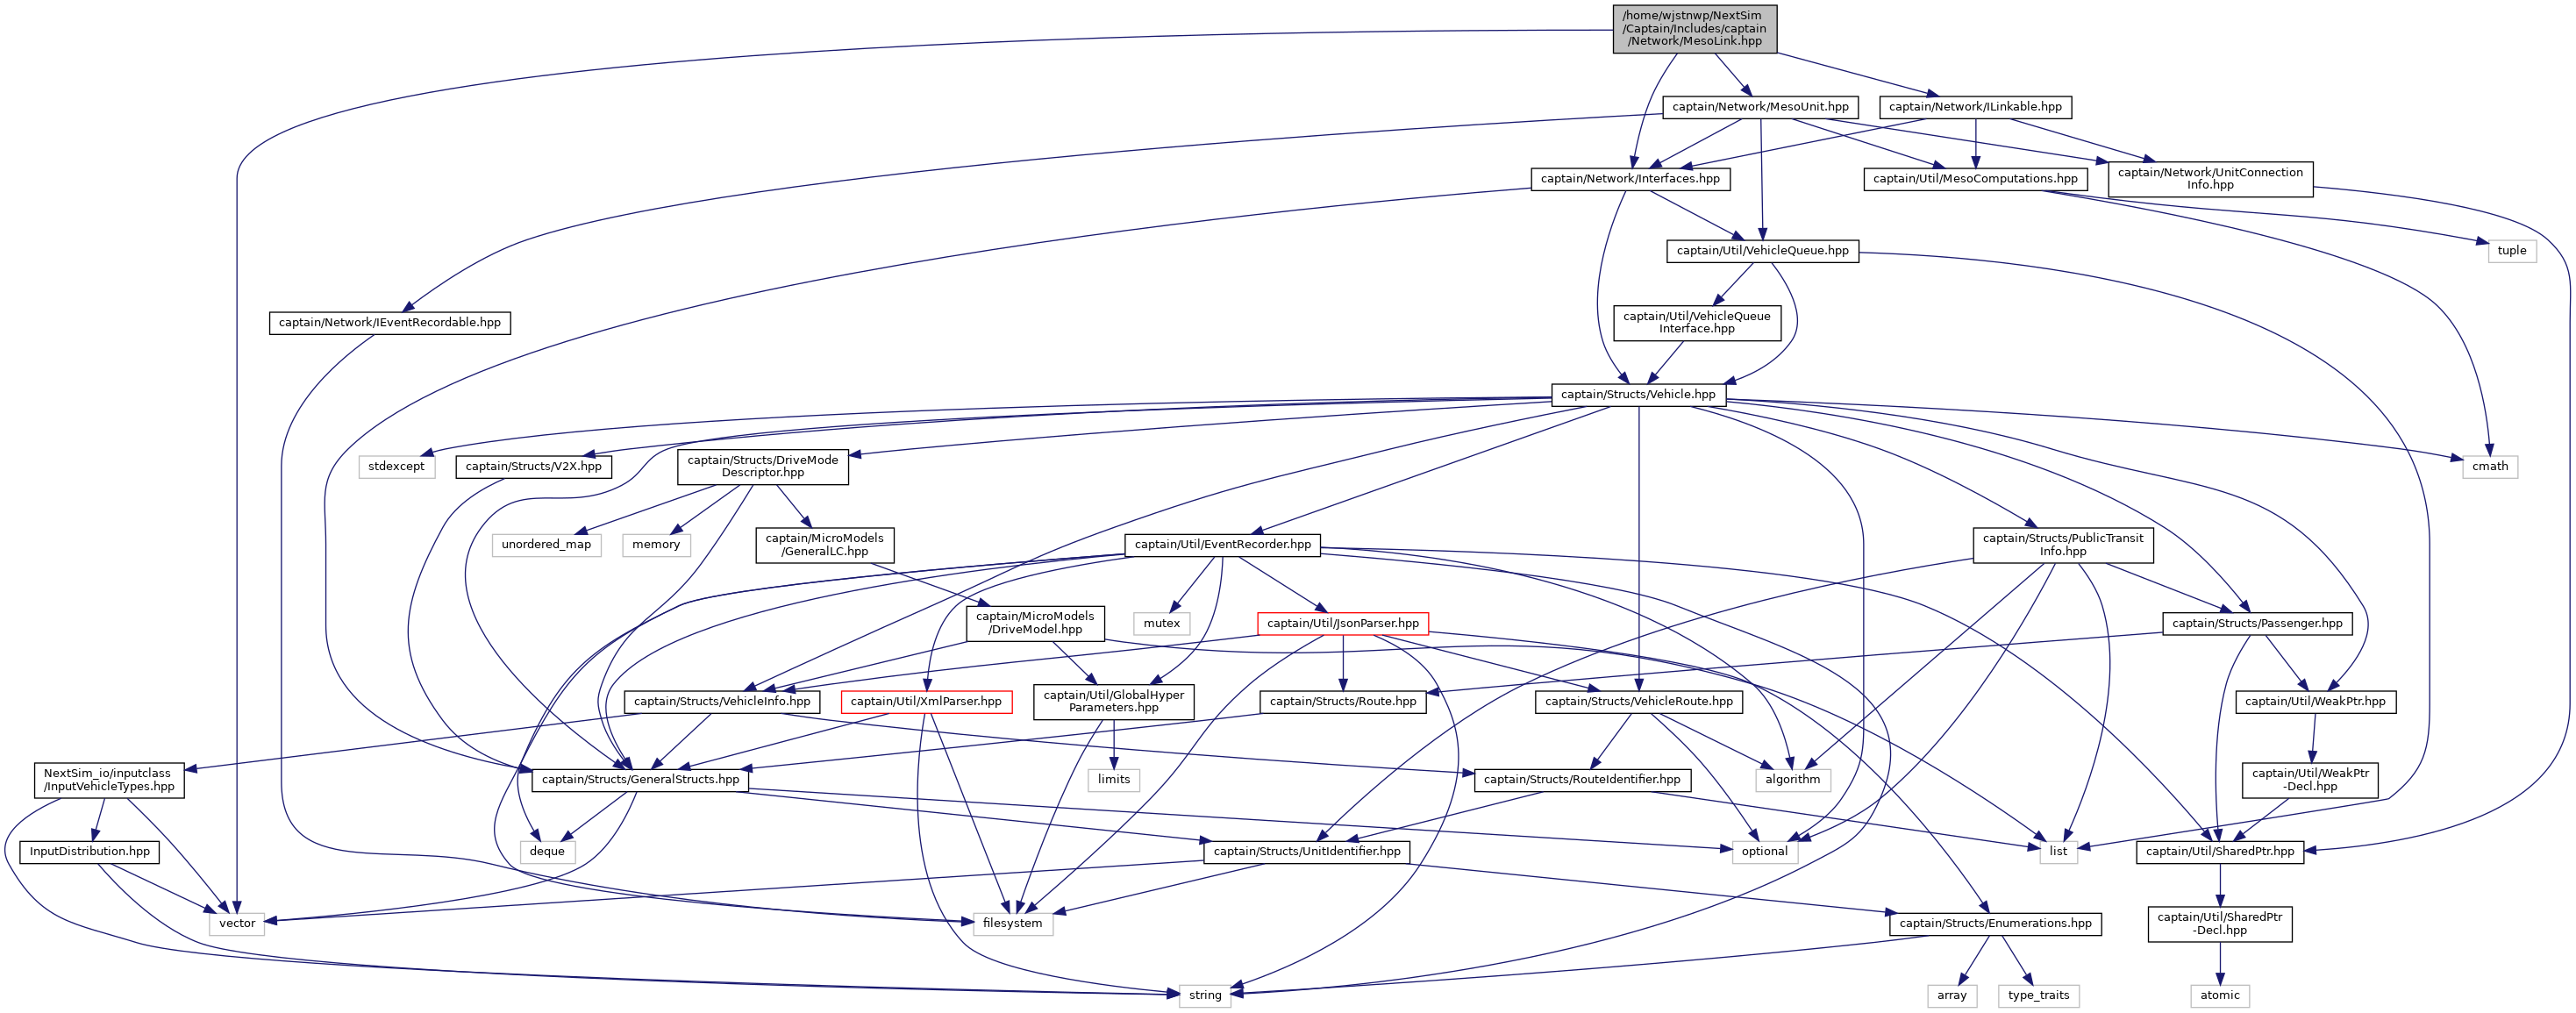 /home/wjstnwp/NextSim
/Captain/Includes/captain
/Network/MesoLink.hpp
captain/Network/MesoUnit.hpp
captain/Network/ILinkable.hpp
captain/Network/Interfaces.hpp
captain/Util/MesoComputations.hpp
captain/Network/UnitConnection
Info.hpp
captain/Util/VehicleQueue.hpp
tuple
captain/Network/IEventRecordable.hpp
captain/Util/VehicleQueue
Interface.hpp
captain/Structs/Vehicle.hpp
stdexcept
captain/Structs/V2X.hpp
captain/Structs/DriveMode
Descriptor.hpp
cmath
unordered_map
memory
captain/MicroModels
/GeneralLC.hpp
captain/Util/EventRecorder.hpp
captain/Structs/PublicTransit
Info.hpp
captain/MicroModels
/DriveModel.hpp
mutex
captain/Util/JsonParser.hpp
captain/Structs/Passenger.hpp
captain/Structs/VehicleInfo.hpp
captain/Util/XmlParser.hpp
captain/Util/GlobalHyper
Parameters.hpp
captain/Structs/Route.hpp
captain/Structs/VehicleRoute.hpp
captain/Util/WeakPtr.hpp
NextSim_io/inputclass
/InputVehicleTypes.hpp
captain/Structs/GeneralStructs.hpp
limits
captain/Structs/RouteIdentifier.hpp
algorithm
captain/Util/WeakPtr
-Decl.hpp
InputDistribution.hpp
deque
captain/Structs/UnitIdentifier.hpp
optional
list
captain/Util/SharedPtr.hpp
vector
filesystem
captain/Structs/Enumerations.hpp
captain/Util/SharedPtr
-Decl.hpp
string
array
type_traits
atomic